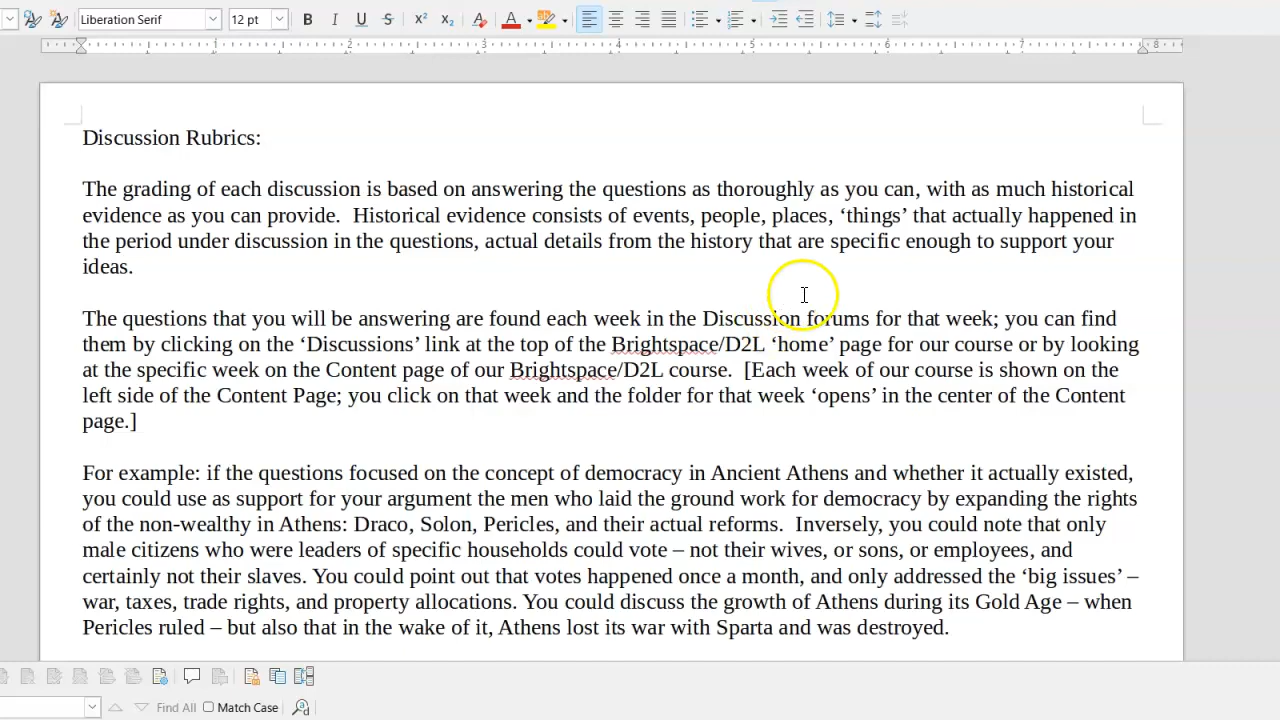 Liberation Serif 12 pt
2 3 4 5 6 7 8
Discussion Rubrics:
The grading of each discussion is based on answering the questions as thoroughly as you can, with as much historical
evidence as you can provide.  Historical evidence consists of events, people, places, ‘things’ that actually happened in
the period under discussion in the questions, actual details from the history that are specific enough to support your
ideas.
The questions that you will be answering are found each week in the Discussion forums for that week; you can find
them by clicking on the ‘Discussions’ link at the top of the Brightspace/D2L ‘home’ page for our course or by looking
at the specific week on the Content page of our Brightspace/D2L course.  [Each week of our course is shown on the
left side of the Content Page; you click on that week and the folder for that week ‘opens’ in the center of the Content
page.]
For example: if the questions focused on the concept of democracy in Ancient Athens and whether it actually existed,
you could use as support for your argument the men who laid the ground work for democracy by expanding the rights
of the non-wealthy in Athens: Draco, Solon, Pericles, and their actual reforms.  Inversely, you could note that only
male citizens who were leaders of specific households could vote – not their wives, or sons, or employees, and
certainly not their slaves. You could point out that votes happened once a month, and only addressed the ‘big issues’ –
war, taxes, trade rights, and property allocations. You could discuss the growth of Athens during its Gold Age – when
Pericles ruled – but also that in the wake of it, Athens lost its war with Sparta and was destroyed.
Find All Match Case